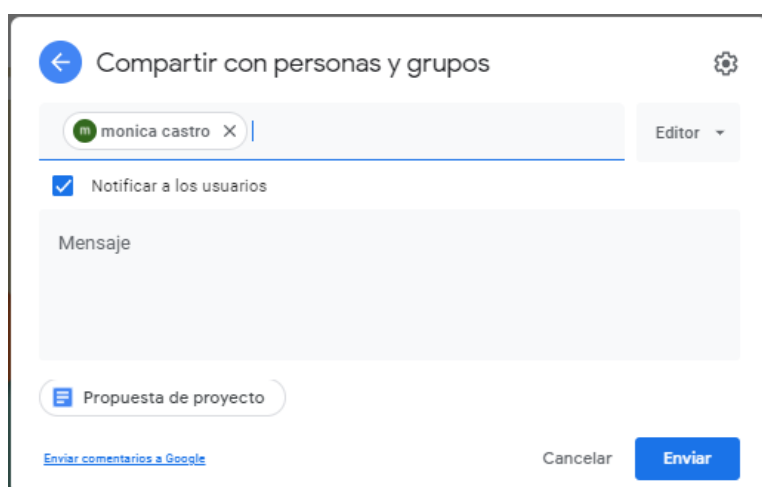 Compartir con personas y grupos
m monica castro
Editor
Notificar a los usuarios
Mensaje
Propuesta de proyecto
Enviar comentarios a Google
Cancelar
Enviar